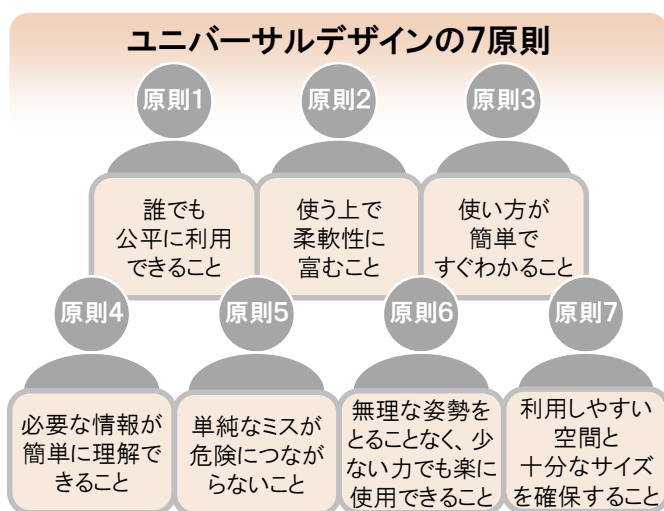 ユニバーサルデザインの7原則
原則1
誰でも
公平に利用
できること
原則2
使う上で
柔軟性に
富むこと
原則3
使い方が
簡単で
すぐわかること
原則4
必要な情報が
簡単に理解で
きること
原則5
単純なミスが
危険につなが
らないこと
原則6
無理な姿勢を
とることなく、少
ない力でも楽に
使用できること
原則7
利用しやすい
空間と
十分なサイズ
を確保すること